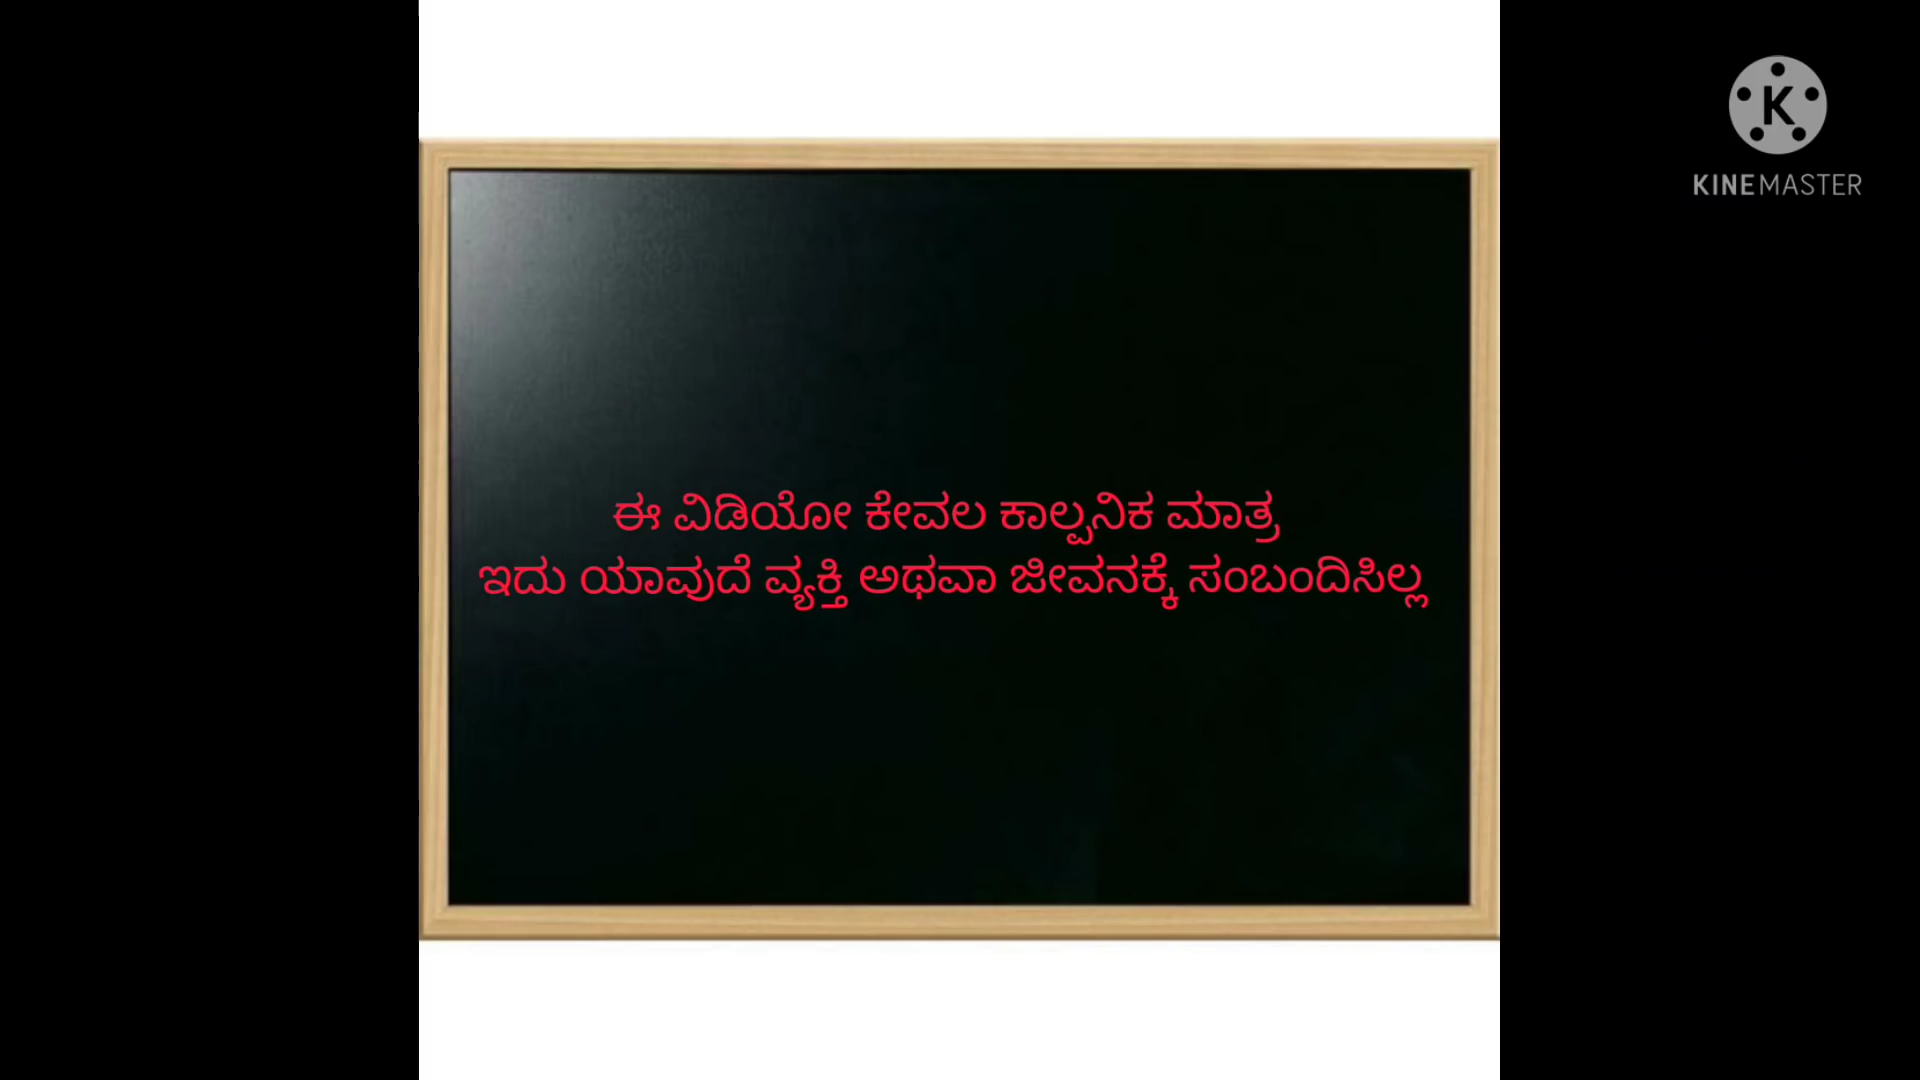 K
KINEMASTER
ಈ ವಿಡಿಯೋ ಕೇವಲ ಕಾಲ್ಪನಿಕ ಮಾತ್ರ
ಇದು ಯಾವುದೆ ವ್ಯಕ್ತಿ ಅಥವಾ ಜೀವನಕ್ಕೆ ಸಂಬಂದಿಸಿಲ್ಲ